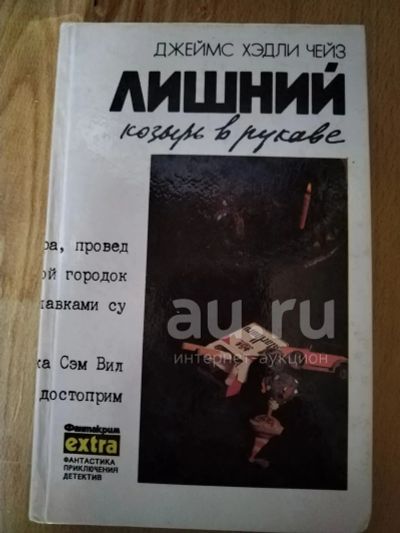 ДЖЕЙМС ХЭДЛИ ЧЕЙЗ
ЛИШНИЙ
козырь в рукаве
ра, провед
ой городок
лавками су
ка Сэм Вил
достоприм
au.ru
интернет-аукцион
Фантакрим
extra
ФАНТАСТИКА
ПРИКЛЮЧЕНИЯ
ДЕТЕКТИВ